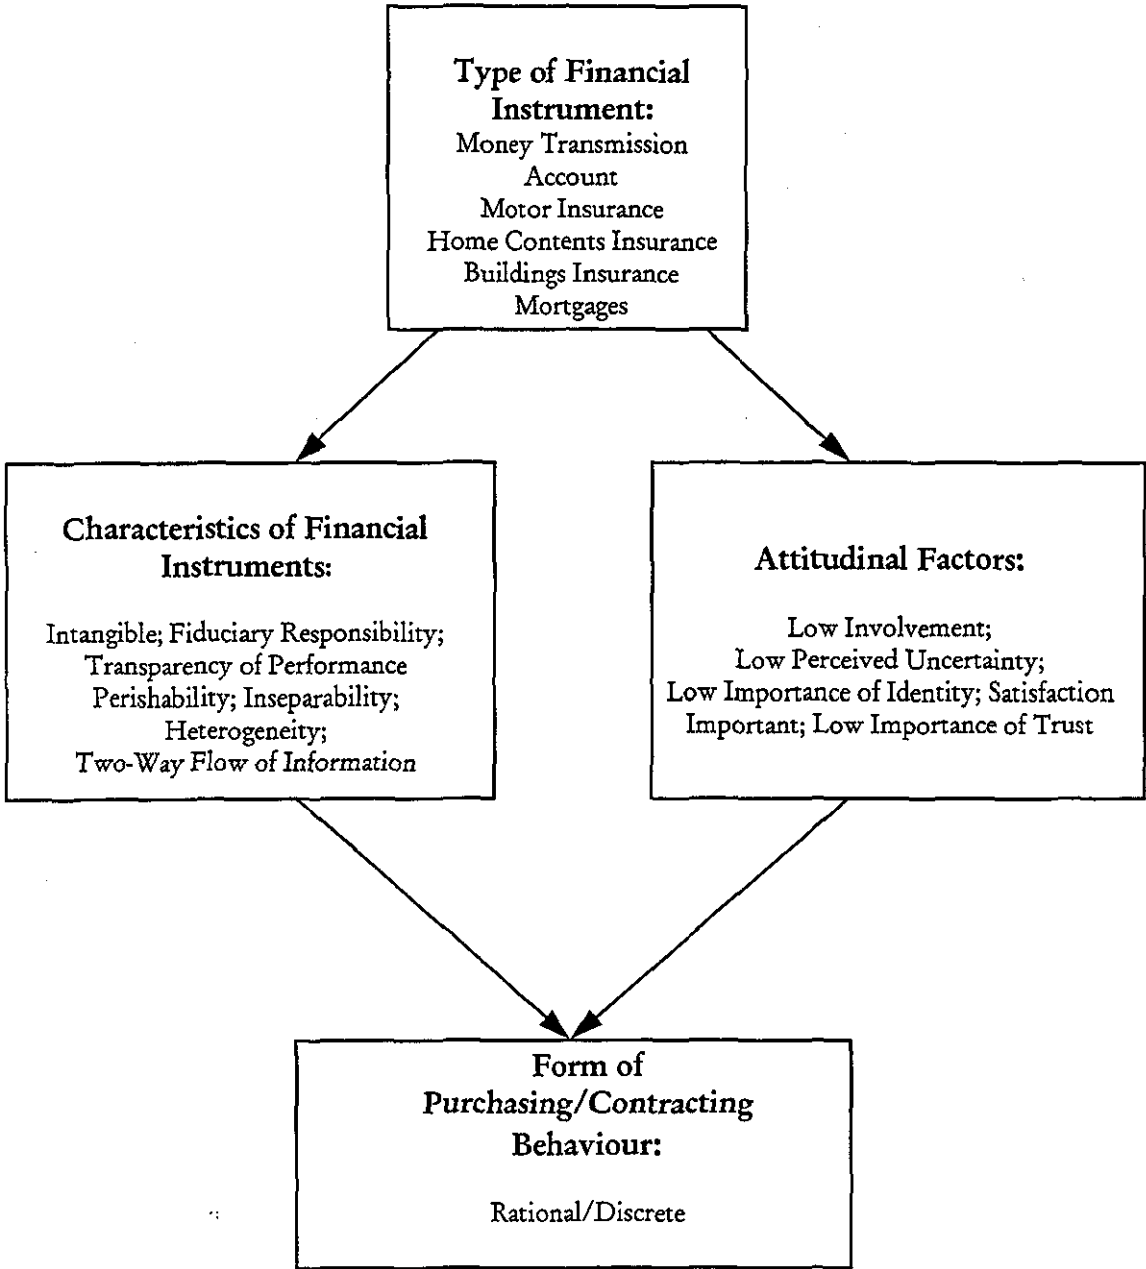 Type of Financial
Instrument:
Money Transmission
Account
Motor Insurance
Home Contents Insurance
Buildings Insurance
Mortgages
Characteristics of Financial
Instruments:
Intangible; Fiduciary Responsibility;
Transparency of Performance
Perishability; Inseparability;
Heterogeneity;
Two-Way Flow of Information
Attitudinal Factors:
Low Involvement;
Low Perceived Uncertainty;
Low Importance of Identity; Satisfaction
Important; Low Importance of Trust
Form of
Purchasing/Contracting
Behaviour:
Rational/Discrete